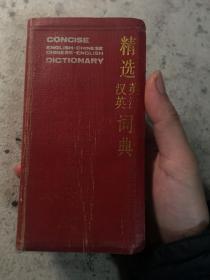 CONCISE
ENGLISH-CHINESE
CHINESE-ENGLISH
DICTIONARY
精选
英汉
汉英
词典